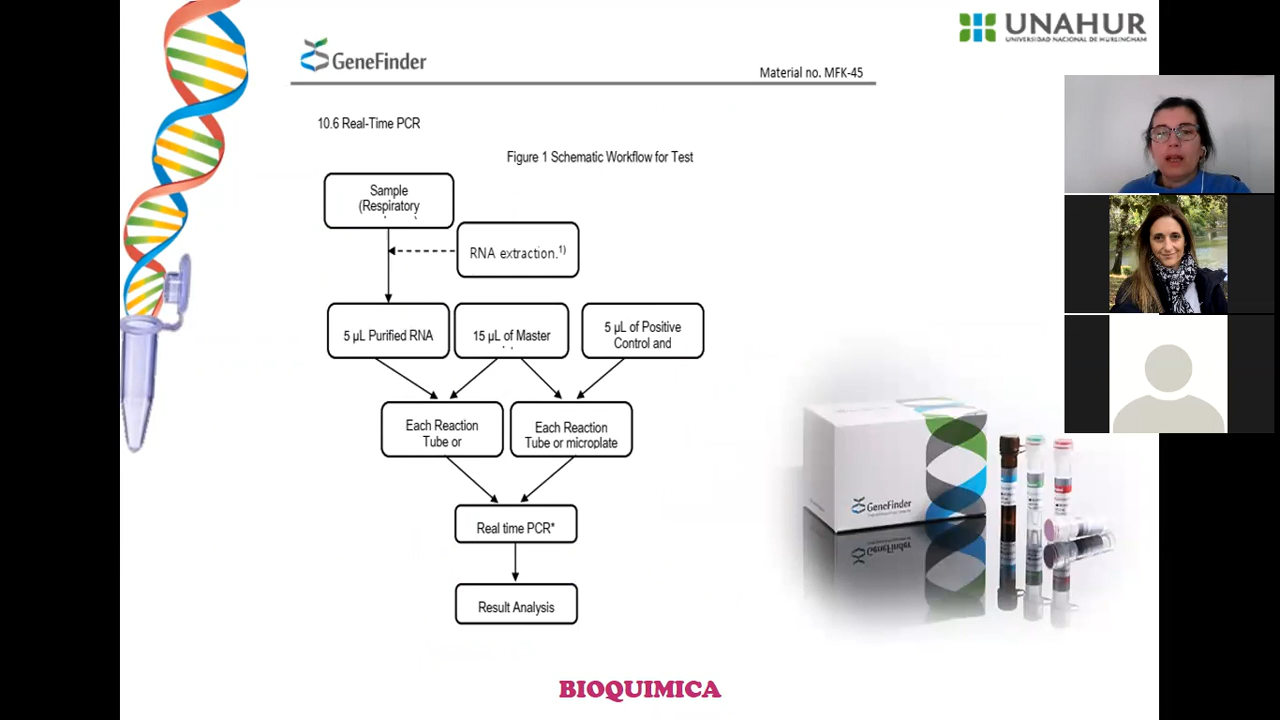 UNAHUR
UNIVERSIDAD NACIONAL DE HURLINGHAM
GeneFinder
Material no. MFK-45
10.6 Real-Time PCR
Figure 1 Schematic Workflow for Test
Sample
(Respiratory
RNA extraction.1)
5 µL Purified RNA
15 µL of Master
5 µL of Positive
Control and
Each Reaction
Tube or
Each Reaction
Tube or microplate
Real time PCR*
Result Analysis
GeneFinder
BIOQUIMICA